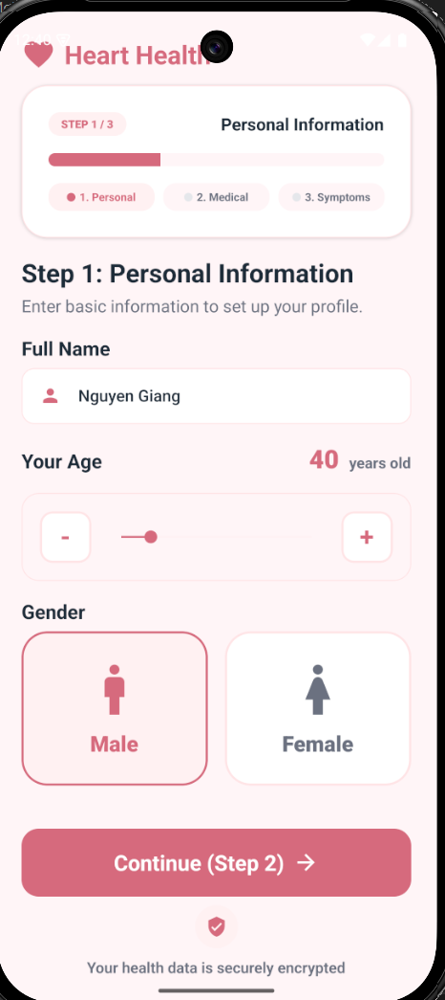 Heart Health
STEP 1 / 3
Personal Information
1. Personal
2. Medical
3. Symptoms
Step 1: Personal Information
Enter basic information to set up your profile.
Full Name
Nguyen Giang
Your Age
40 years old
-
+
Gender
Male
Female
Continue (Step 2) →
Your health data is securely encrypted